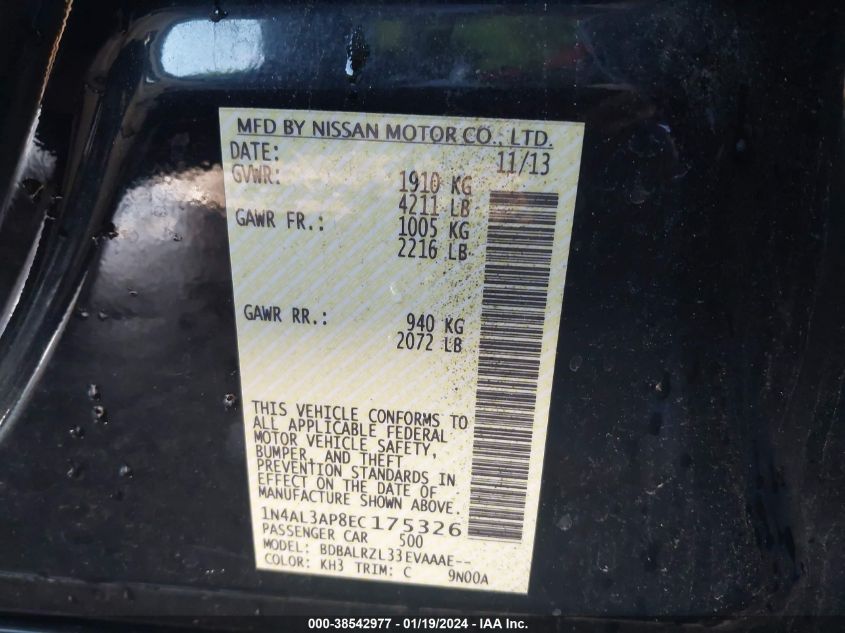 MFD BY NISSAN MOTOR CO., LTD.
DATE: 11/13
GVWR: 1910 KG
4211 LB
GAWR FR.: 1005 KG
2216 LB
GAWR RR.: 940 KG
2072 LB
THIS VEHICLE CONFORMS TO
ALL APPLICABLE FEDERAL
MOTOR VEHICLE SAFETY,
BUMPER, AND THEFT
PREVENTION STANDARDS IN
EFFECT ON THE DATE OF
MANUFACTURE SHOWN ABOVE.
1N4AL3AP8EC175326
PASSENGER CAR 500
MODEL: BDBALRZL33EVAAAE--
COLOR: KH3 TRIM: C 9N00A
000-38542977 - 01/19/2024 - IAA Inc.